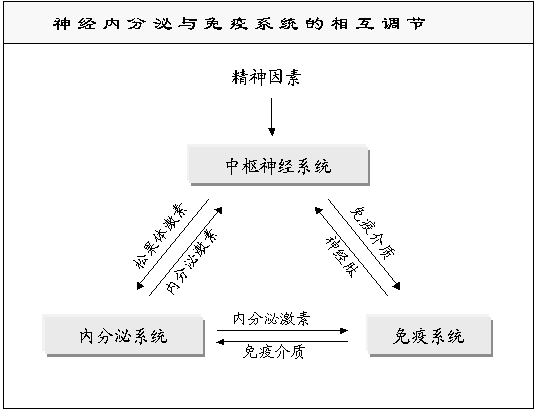 神经内分泌与免疫系统的相互调节
精神因素
中枢神经系统
松果体激素
内分泌激素
免疫介质
神经肽
内分泌系统
内分泌激素
免疫介质
免疫系统